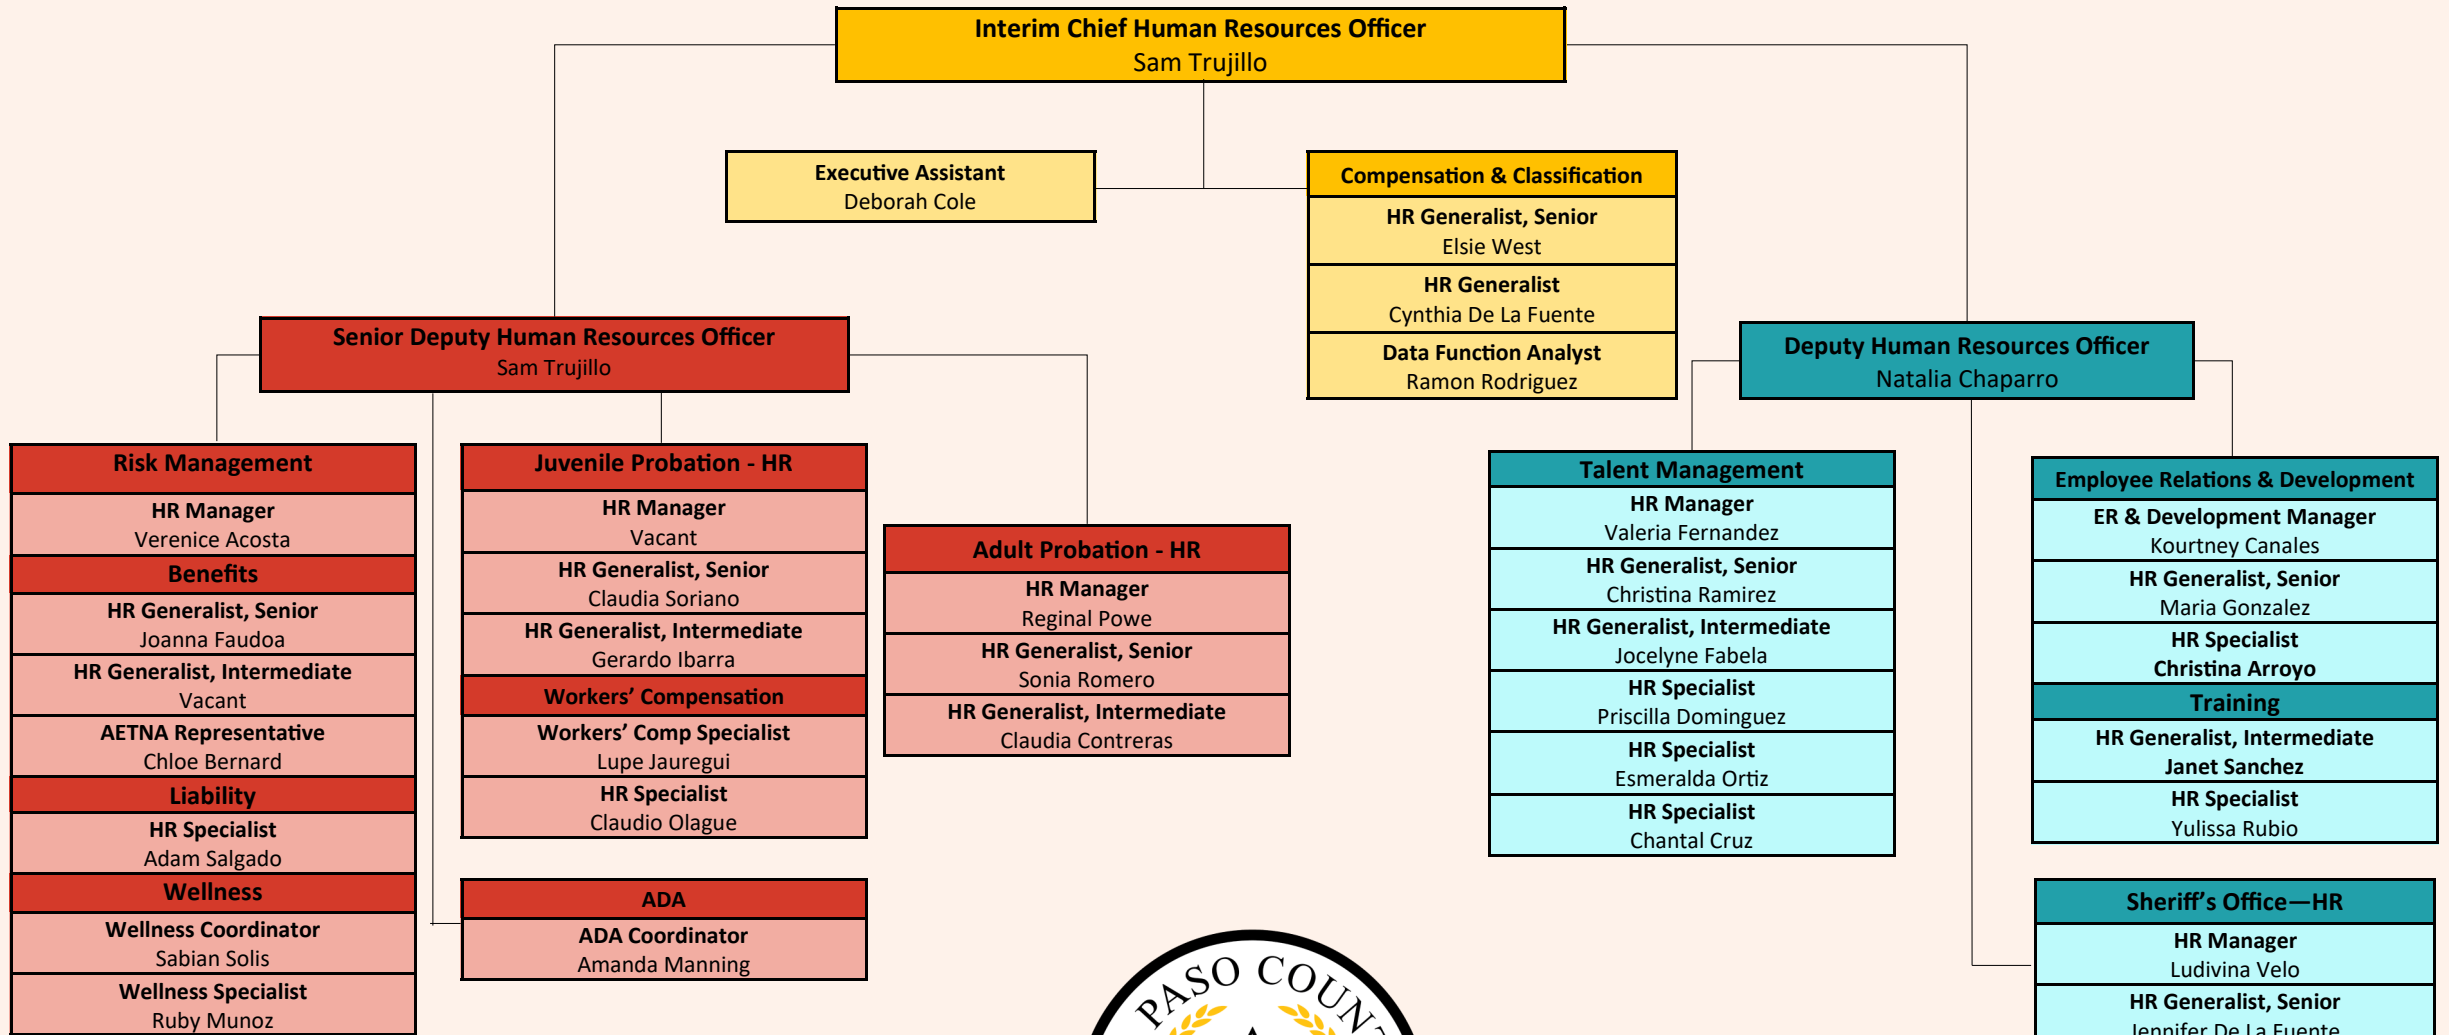 Interim Chief Human Resources Officer
Sam Trujillo
Executive Assistant
Deborah Cole
Compensation & Classification
HR Generalist, Senior
Elsie West
HR Generalist
Cynthia De La Fuente
Data Function Analyst
Ramon Rodriguez
Senior Deputy Human Resources Officer
Sam Trujillo
Deputy Human Resources Officer
Natalia Chaparro
Risk Management
HR Manager
Verenice Acosta
Benefits
HR Generalist, Senior
Joanna Faudoa
HR Generalist, Intermediate
Vacant
AETNA Representative
Chloe Bernard
Liability
HR Specialist
Adam Salgado
Wellness
Wellness Coordinator
Sabian Solis
Wellness Specialist
Ruby Munoz
Juvenile Probation - HR
HR Manager
Vacant
HR Generalist, Senior
Claudia Soriano
HR Generalist, Intermediate
Gerardo Ibarra
Workers’ Compensation
Workers’ Comp Specialist
Lupe Jauregui
HR Specialist
Claudio Olague
ADA
ADA Coordinator
Amanda Manning
Adult Probation - HR
HR Manager
Reginal Powe
HR Generalist, Senior
Sonia Romero
HR Generalist, Intermediate
Claudia Contreras
Talent Management
HR Manager
Valeria Fernandez
HR Generalist, Senior
Christina Ramirez
HR Generalist, Intermediate
Jocelyne Fabela
HR Specialist
Priscilla Dominguez
HR Specialist
Esmeralda Ortiz
HR Specialist
Chantal Cruz
Employee Relations & Development
ER & Development Manager
Kourtney Canales
HR Generalist, Senior
Maria Gonzalez
HR Specialist
Christina Arroyo
Training
HR Generalist, Intermediate
Janet Sanchez
HR Specialist
Yulissa Rubio
Sheriff’s Office—HR
HR Manager
Ludivina Velo
HR Generalist, Senior
Jennifer De La Fuente
PASO COUNT